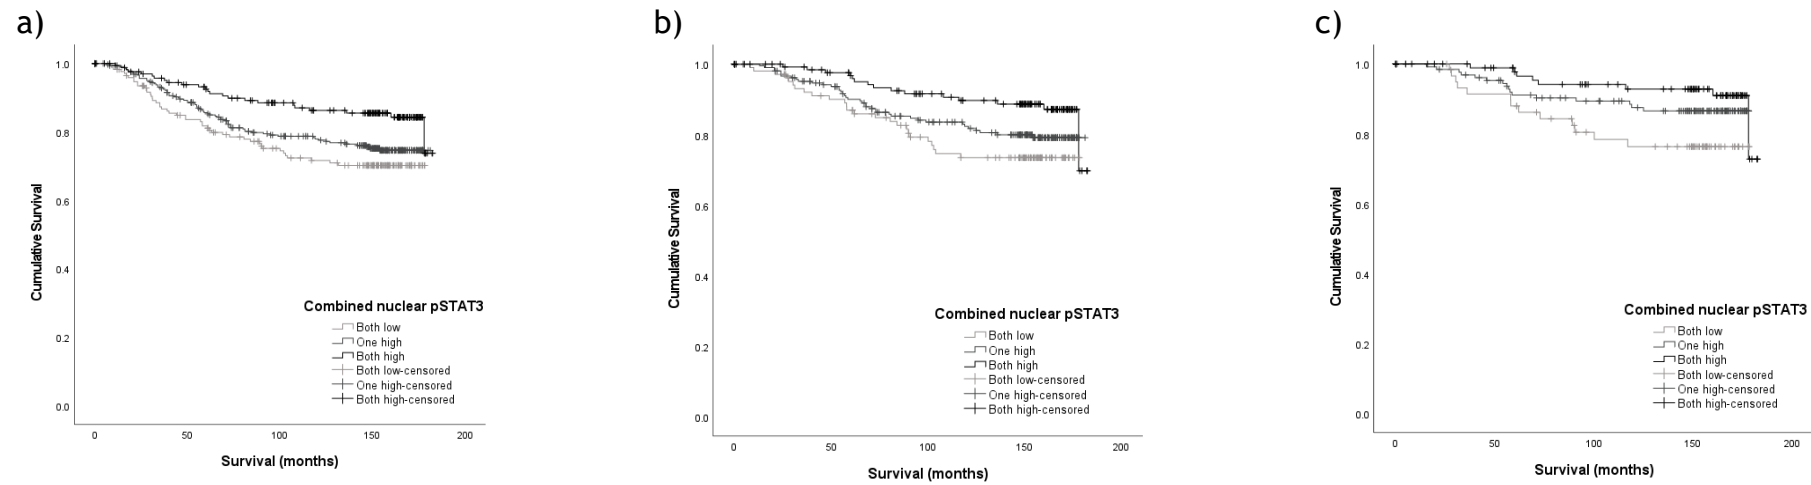 a)
1.0
0.8
0.6
0.4
0.2
0.0
Cumulative Survival
0 50 100 150 200
Survival (months)
Combined nuclear pSTAT3
Both low
One high
Both high
Both low-censored
One high-censored
Both high-censored
b)
1.0
0.8
0.6
0.4
0.2
0.0
Cumulative Survival
0 50 100 150 200
Survival (months)
Combined nuclear pSTAT3
Both low
One high
Both high
Both low-censored
One high-censored
Both high-censored
c)
1.0
0.8
0.6
0.4
0.2
0.0
Cumulative Survival
0 50 100 150 200
Survival (months)
Combined nuclear pSTAT3
Both low
One high
Both high
Both low-censored
One high-censored
Both high-censored